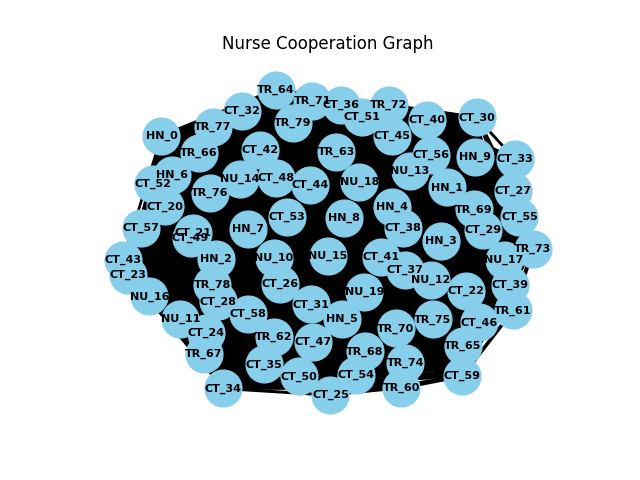 Nurse Cooperation Graph
TR_64
TR_71
CT_36
TR_72
CT_32
CT_51
CT_30
CT_40
TR_79
TR_77
HN_0
CT_45
CT_42
TR_63
TR_66
CT_56
HN_9
CT_33
NU_13
HN_6
NU_14
CT_48
CT_44
NU_18
CT_52
HN_1
CT_27
TR_76
CT_20
HN_4
TR_69
CT_53
HN_8
CT_55
CT_57
HN_7
CT_38
CT_29
CT_21
CT_49
HN_3
TR_73
CT_43
HN_2
NU_10
NU_15
CT_41
NU_17
CT_37
CT_23
NU_12
TR_78
CT_26
CT_39
NU_19
CT_22
NU_16
CT_28
CT_31
TR_61
CT_58
NU_11
HN_5
TR_75
CT_46
CT_24
TR_70
TR_62
CT_47
TR_65
TR_67
TR_68
CT_35
TR_74
CT_50
CT_54
CT_59
CT_34
TR_60
CT_25